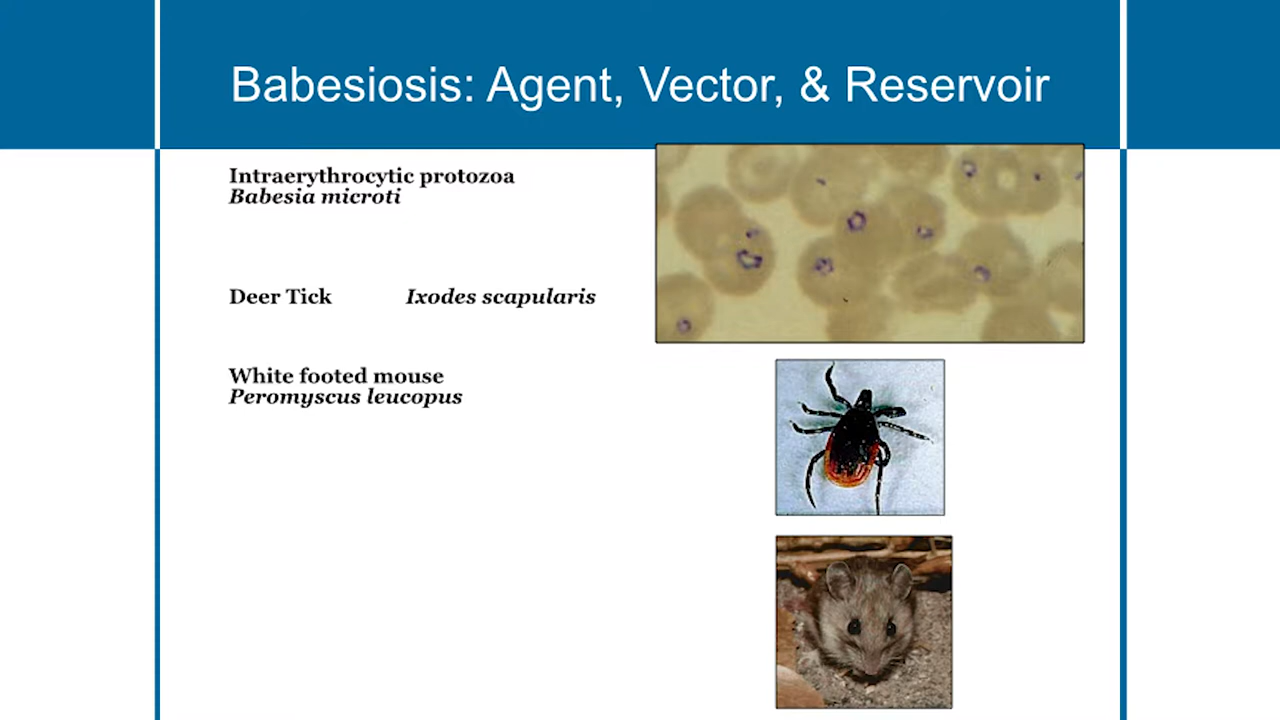 Babesiosis: Agent, Vector, & Reservoir
Intraerythrocytic protozoa
Babesia microti
Deer Tick Ixodes scapularis
White footed mouse
Peromyscus leucopus